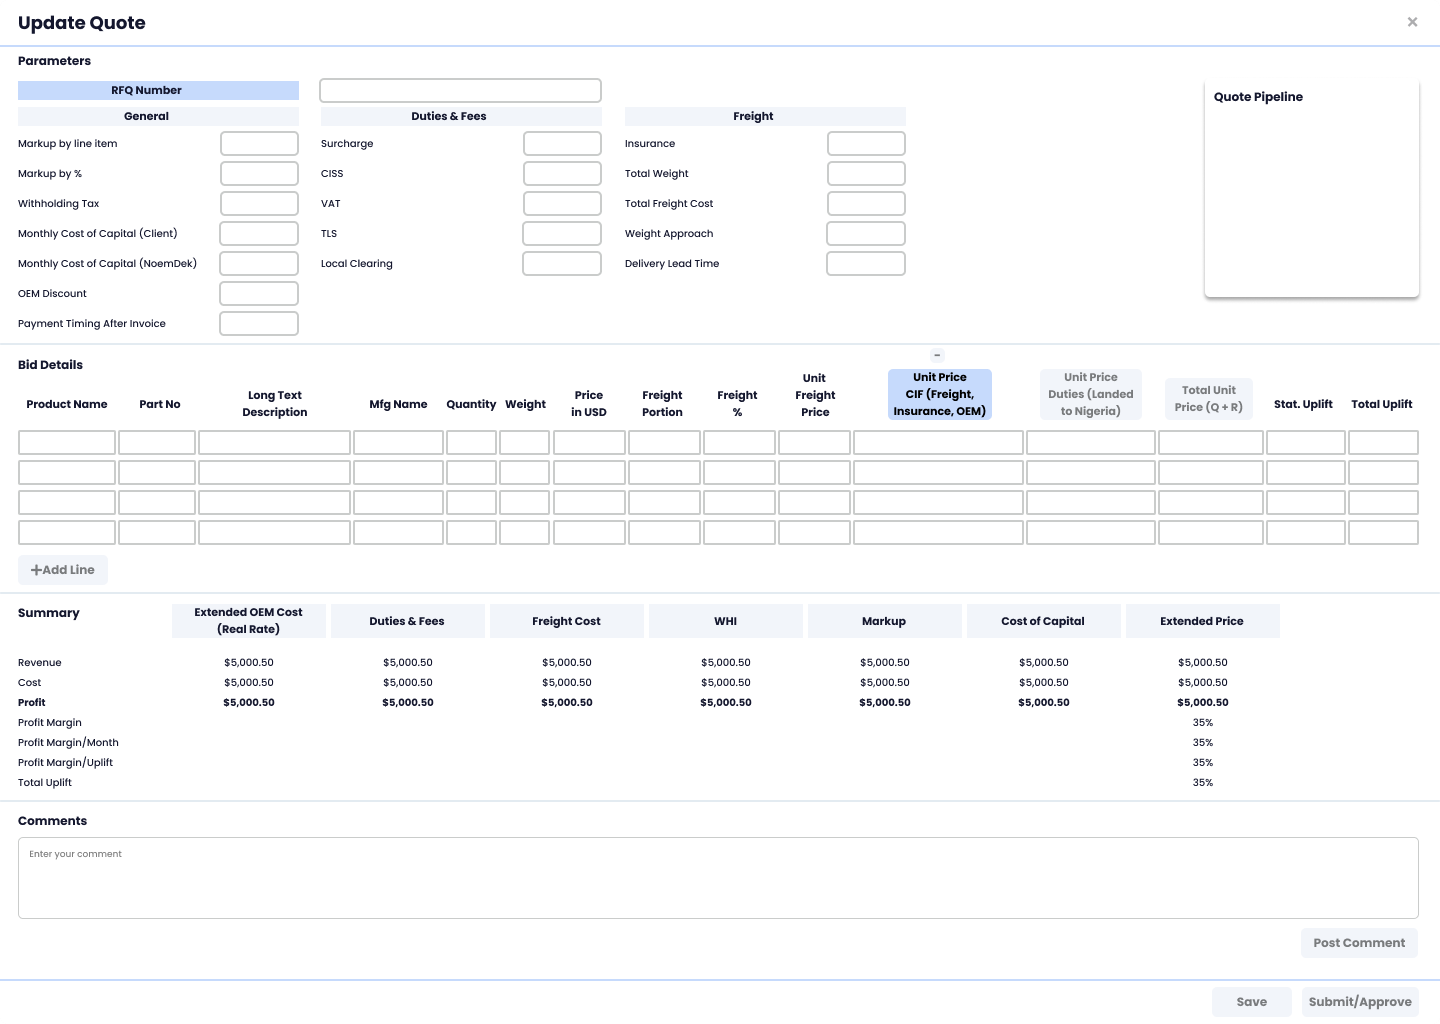 Update Quote
×
Parameters
RFQ Number
Quote Pipeline
General
Duties & Fees
Freight
Markup by line item
Surcharge
Insurance
Markup by %
CISS
Total Weight
Withholding Tax
VAT
Total Freight Cost
Monthly Cost of Capital (Client)
TLS
Weight Approach
Monthly Cost of Capital (NoemDek)
Local Clearing
Delivery Lead Time
OEM Discount
Payment Timing After Invoice
Bid Details
–
Product Name
Part No
Long Text
Description
Mfg Name
Quantity
Weight
Price
in USD
Freight
Portion
Freight
%
Unit
Freight
Price
Unit Price
CIF (Freight,
Insurance, OEM)
Unit Price
Duties (Landed
to Nigeria)
Total Unit
Price (Q + R)
Stat. Uplift
Total Uplift
+Add Line
Summary
Extended OEM Cost
(Real Rate)
Duties & Fees
Freight Cost
WHI
Markup
Cost of Capital
Extended Price
Revenue $5,000.50 $5,000.50 $5,000.50 $5,000.50 $5,000.50 $5,000.50 $5,000.50
Cost $5,000.50 $5,000.50 $5,000.50 $5,000.50 $5,000.50 $5,000.50 $5,000.50
Profit $5,000.50 $5,000.50 $5,000.50 $5,000.50 $5,000.50 $5,000.50 $5,000.50
Profit Margin 35%
Profit Margin/Month 35%
Profit Margin/Uplift 35%
Total Uplift 35%
Comments
Enter your comment
Post Comment
Save
Submit/Approve